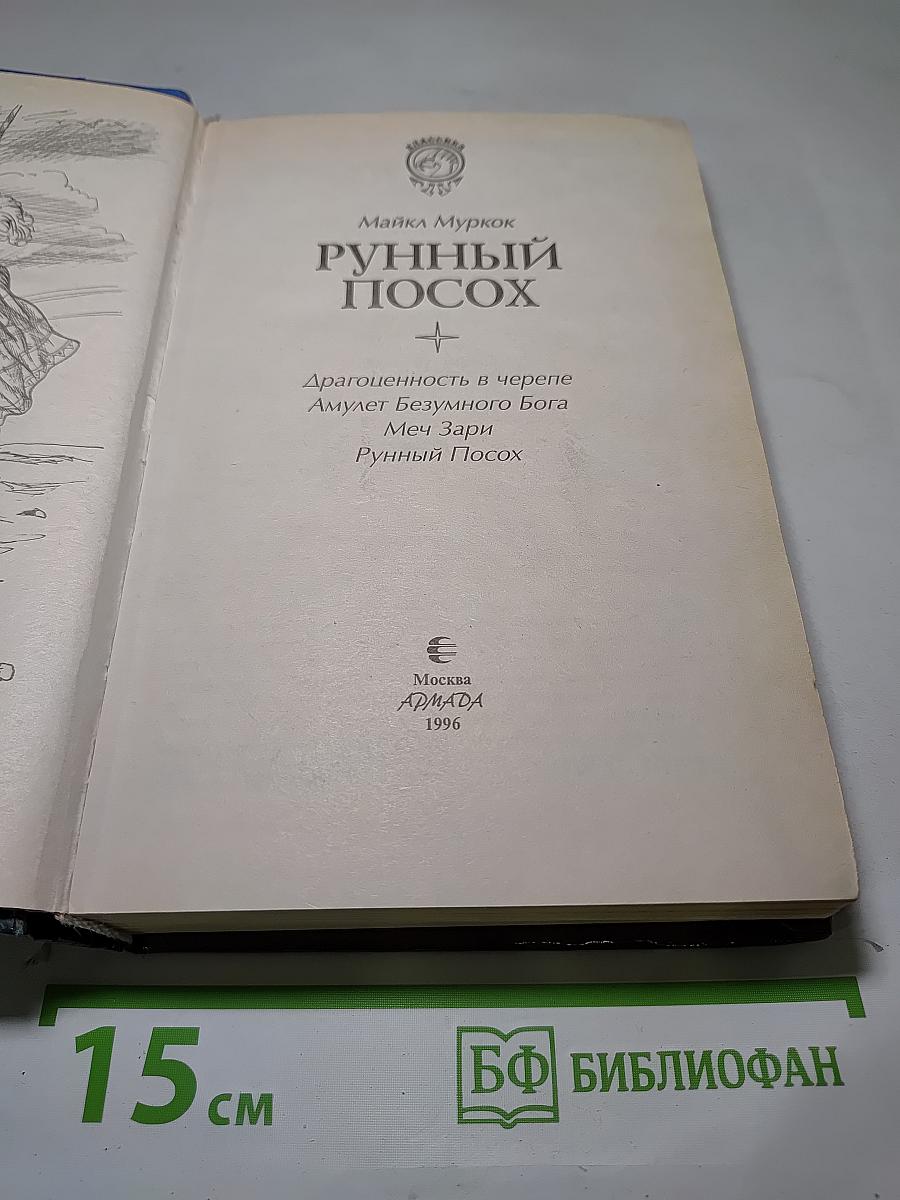 КЛАССИКА
Майкл Муркок
РУННЫЙ
ПОСОХ
Драгоценность в черепе
Амулет Безумного Бога
Меч Зари
Рунный Посох
Москва
АРМАДА
1996
15 см
БФ БИБЛИОФАН